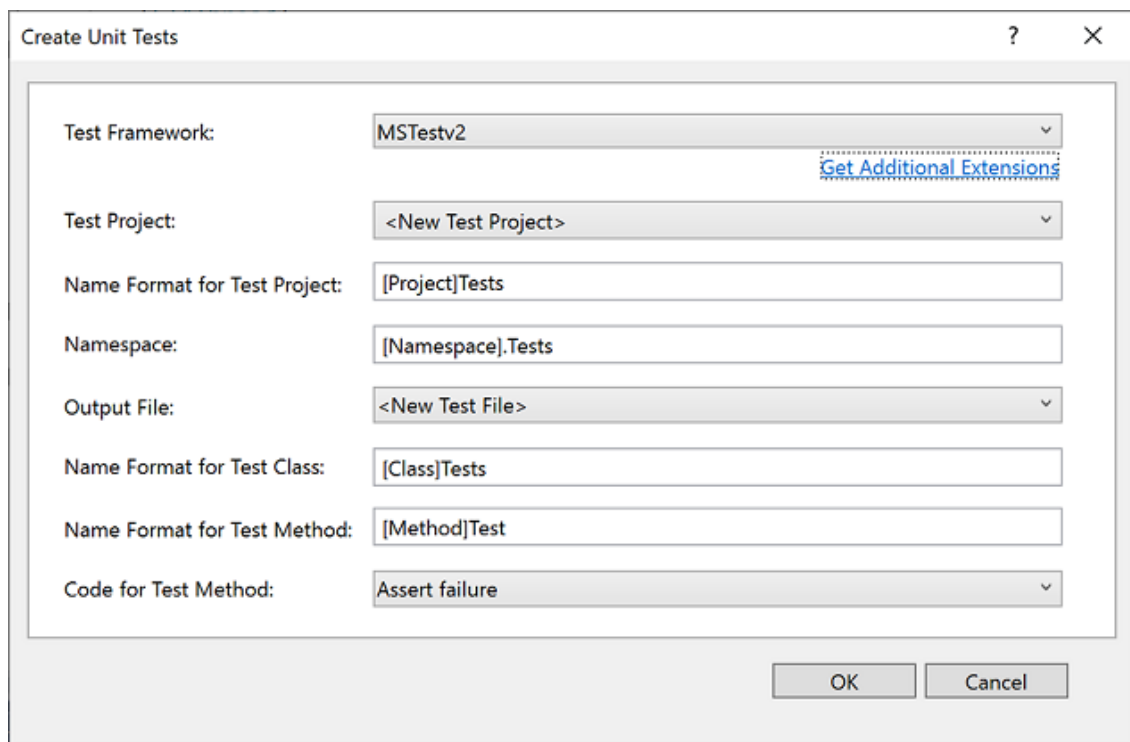 Create Unit Tests ?
Test Framework: MSTestv2
Get Additional Extensions
Test Project: <New Test Project>
Name Format for Test Project: [Project]Tests
Namespace: [Namespace].Tests
Output File: <New Test File>
Name Format for Test Class: [Class]Tests
Name Format for Test Method: [Method]Test
Code for Test Method: Assert failure
OK Cancel